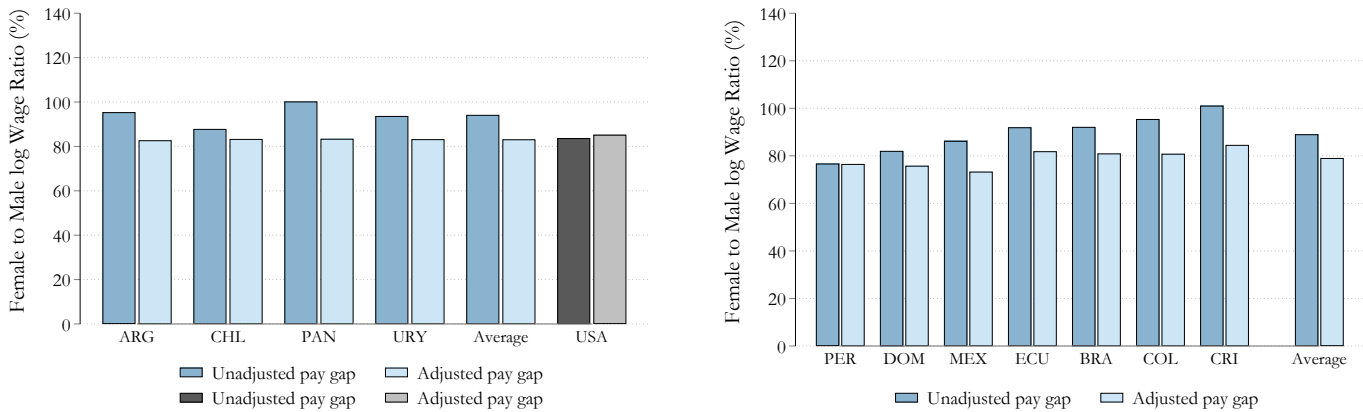 Female to Male log Wage Ratio (%)
140
120
100
80
60
40
20
0
ARG CHL PAN URY Average USA
Unadjusted pay gap Adjusted pay gap
Unadjusted pay gap Adjusted pay gap
Female to Male log Wage Ratio (%)
140
120
100
80
60
40
20
0
PER DOM MEX ECU BRA COL CRI Average
Unadjusted pay gap Adjusted pay gap